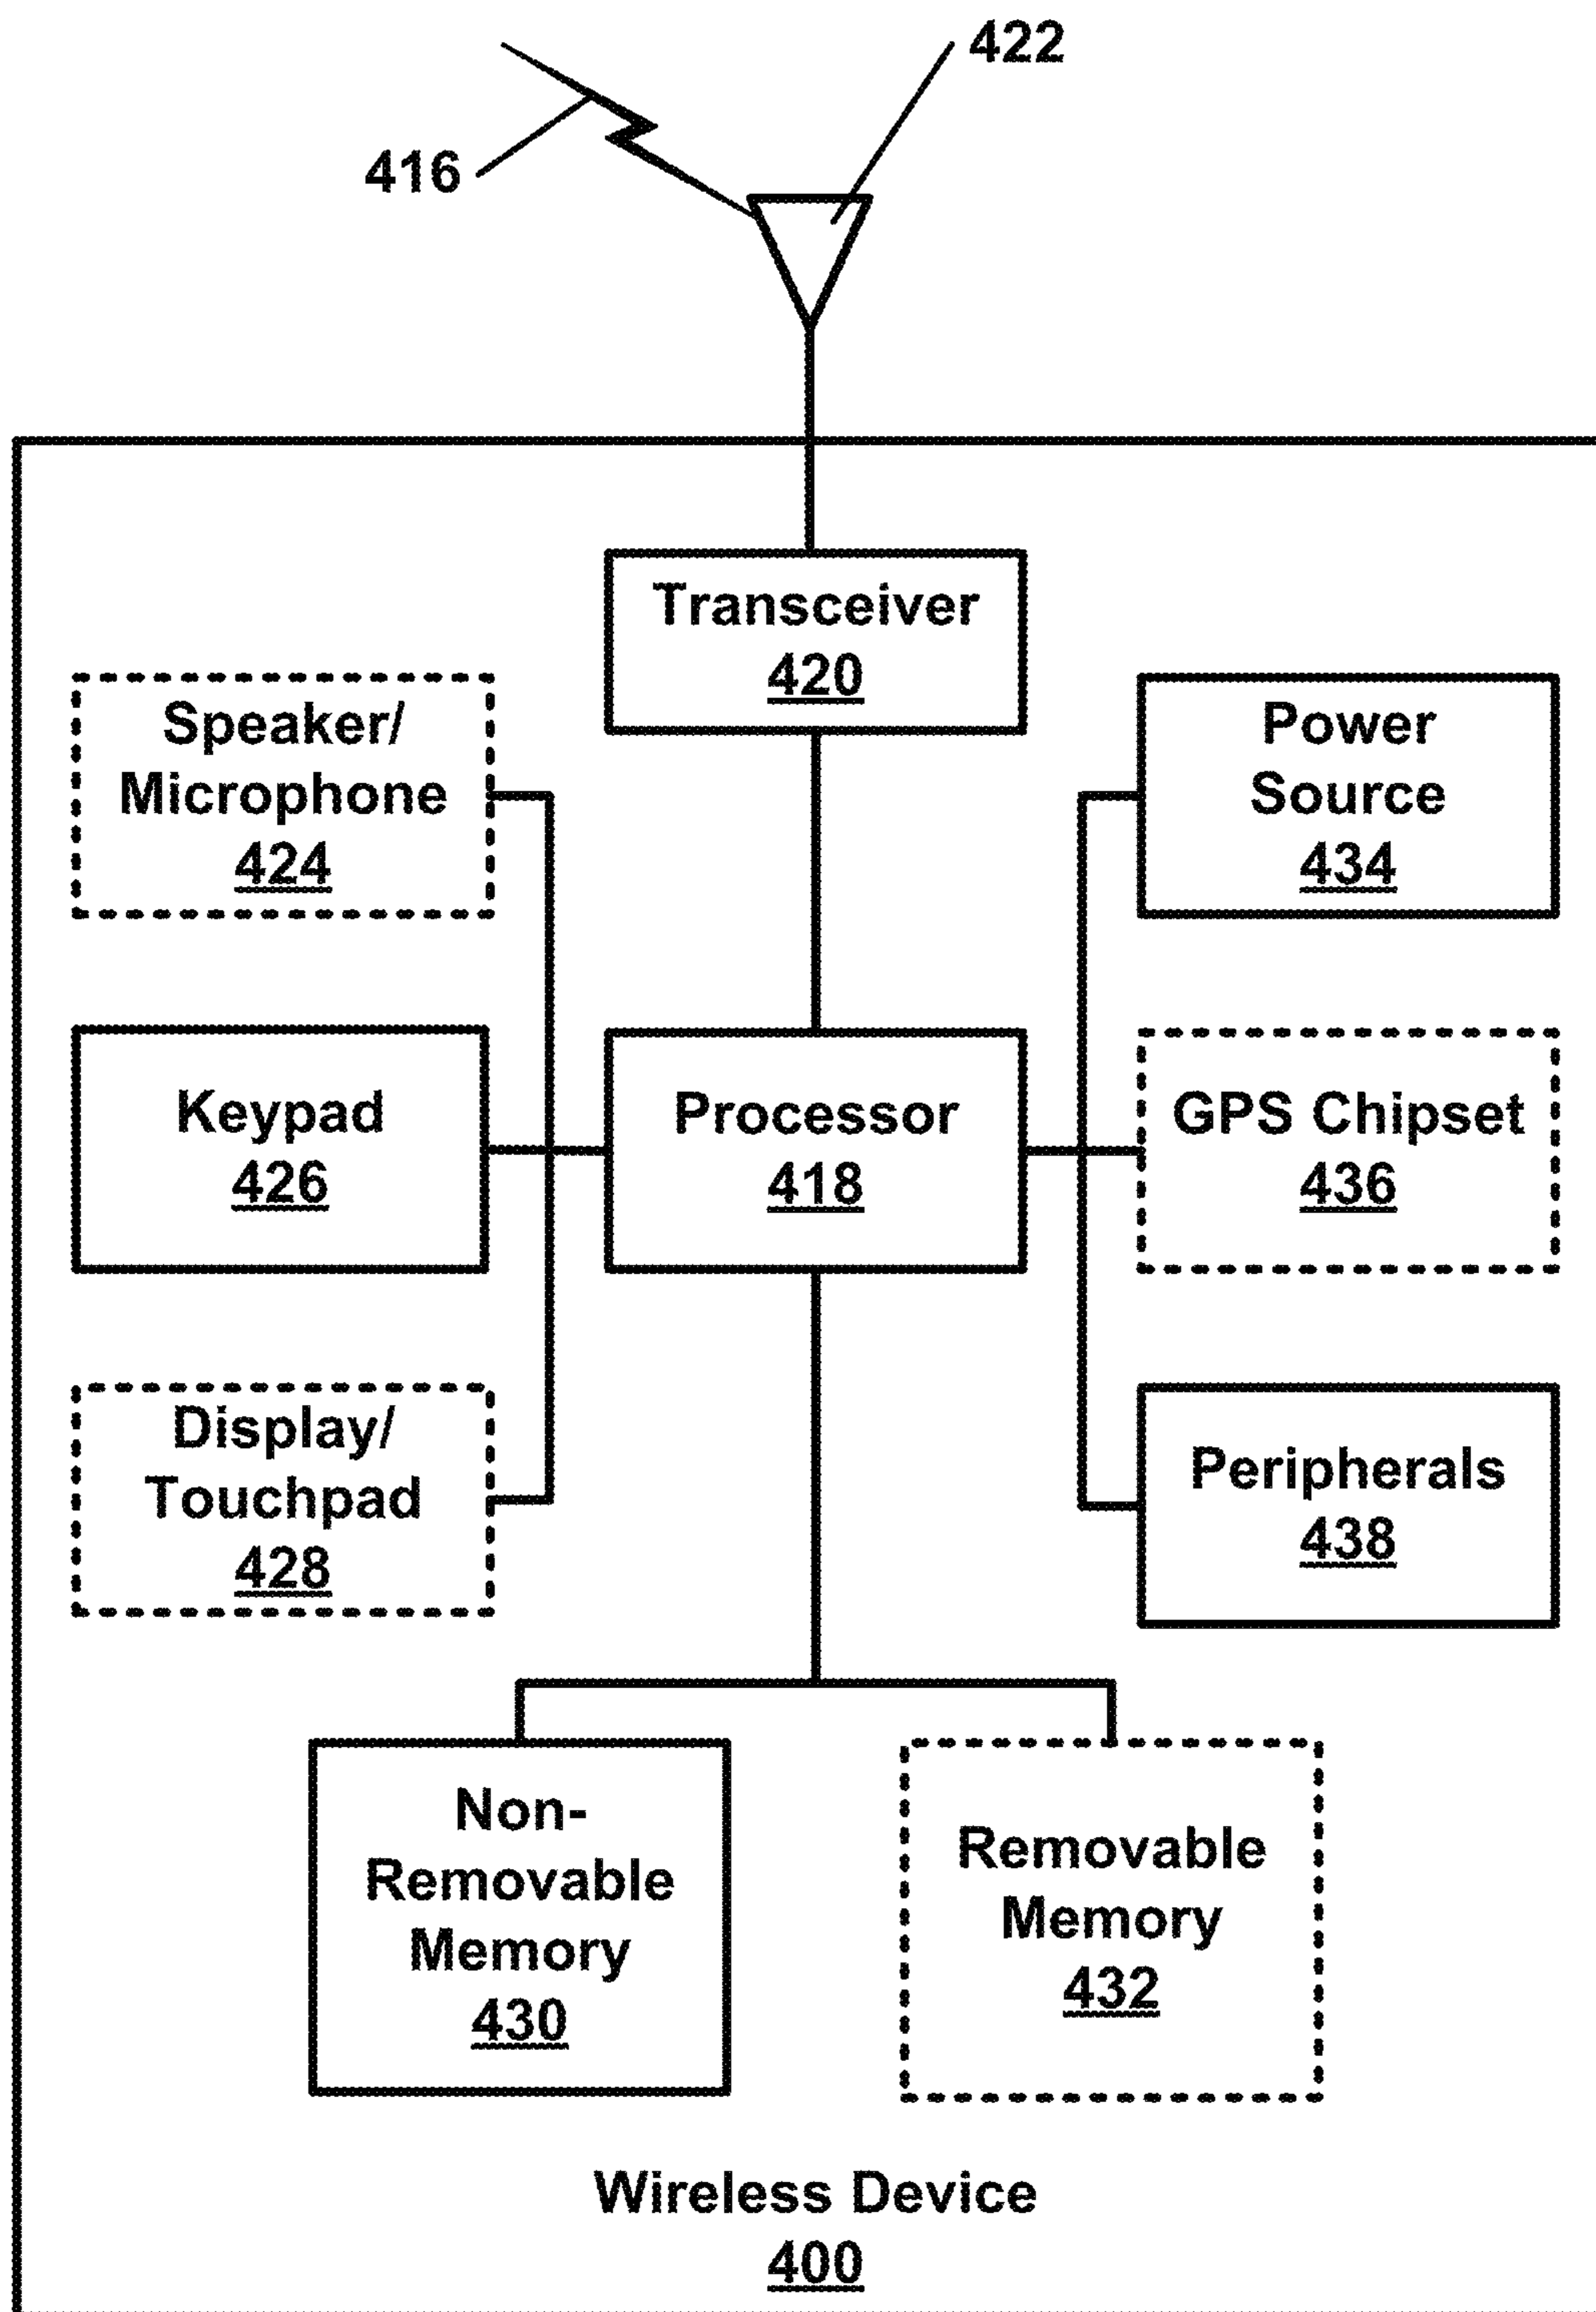 422
416
Transceiver
420
Speaker/
Microphone
424
Power
Source
434
Keypad
426
Processor
418
GPS Chipset
436
Display/
Touchpad
428
Peripherals
438
Non-
Removable
Memory
430
Removable
Memory
432
Wireless Device
400